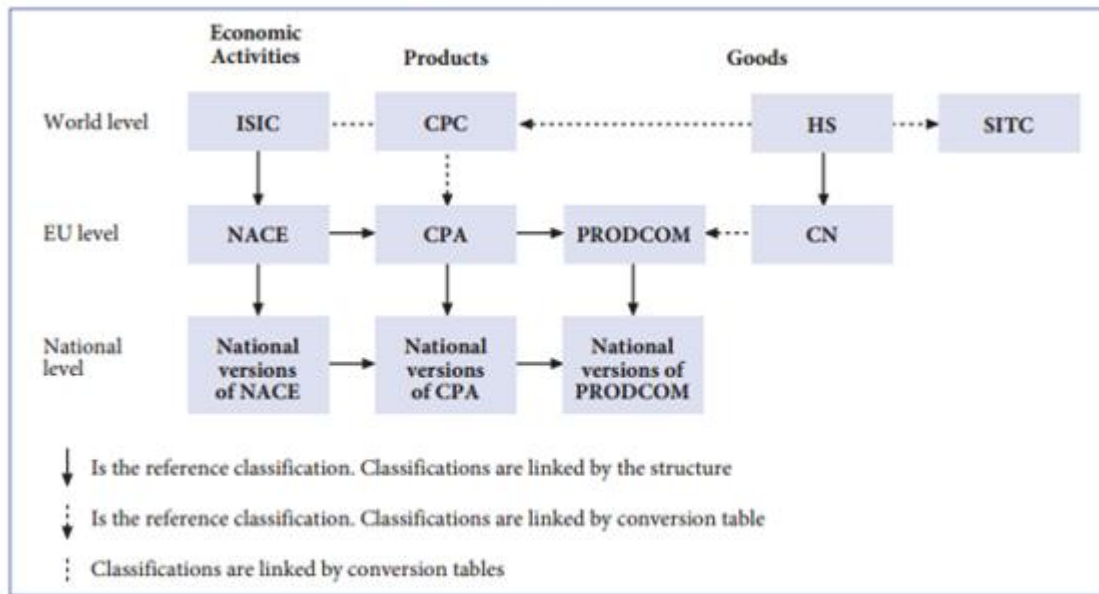 Economic
Activities
Products
Goods
World level
ISIC
CPC
HS
SITC
EU level
NACE
CPA
PRODCOM
CN
National
level
National
versions
of NACE
National
versions
of CPA
National
versions of
PRODCOM
Is the reference classification. Classifications are linked by the structure
Is the reference classification. Classifications are linked by conversion table
Classifications are linked by conversion tables